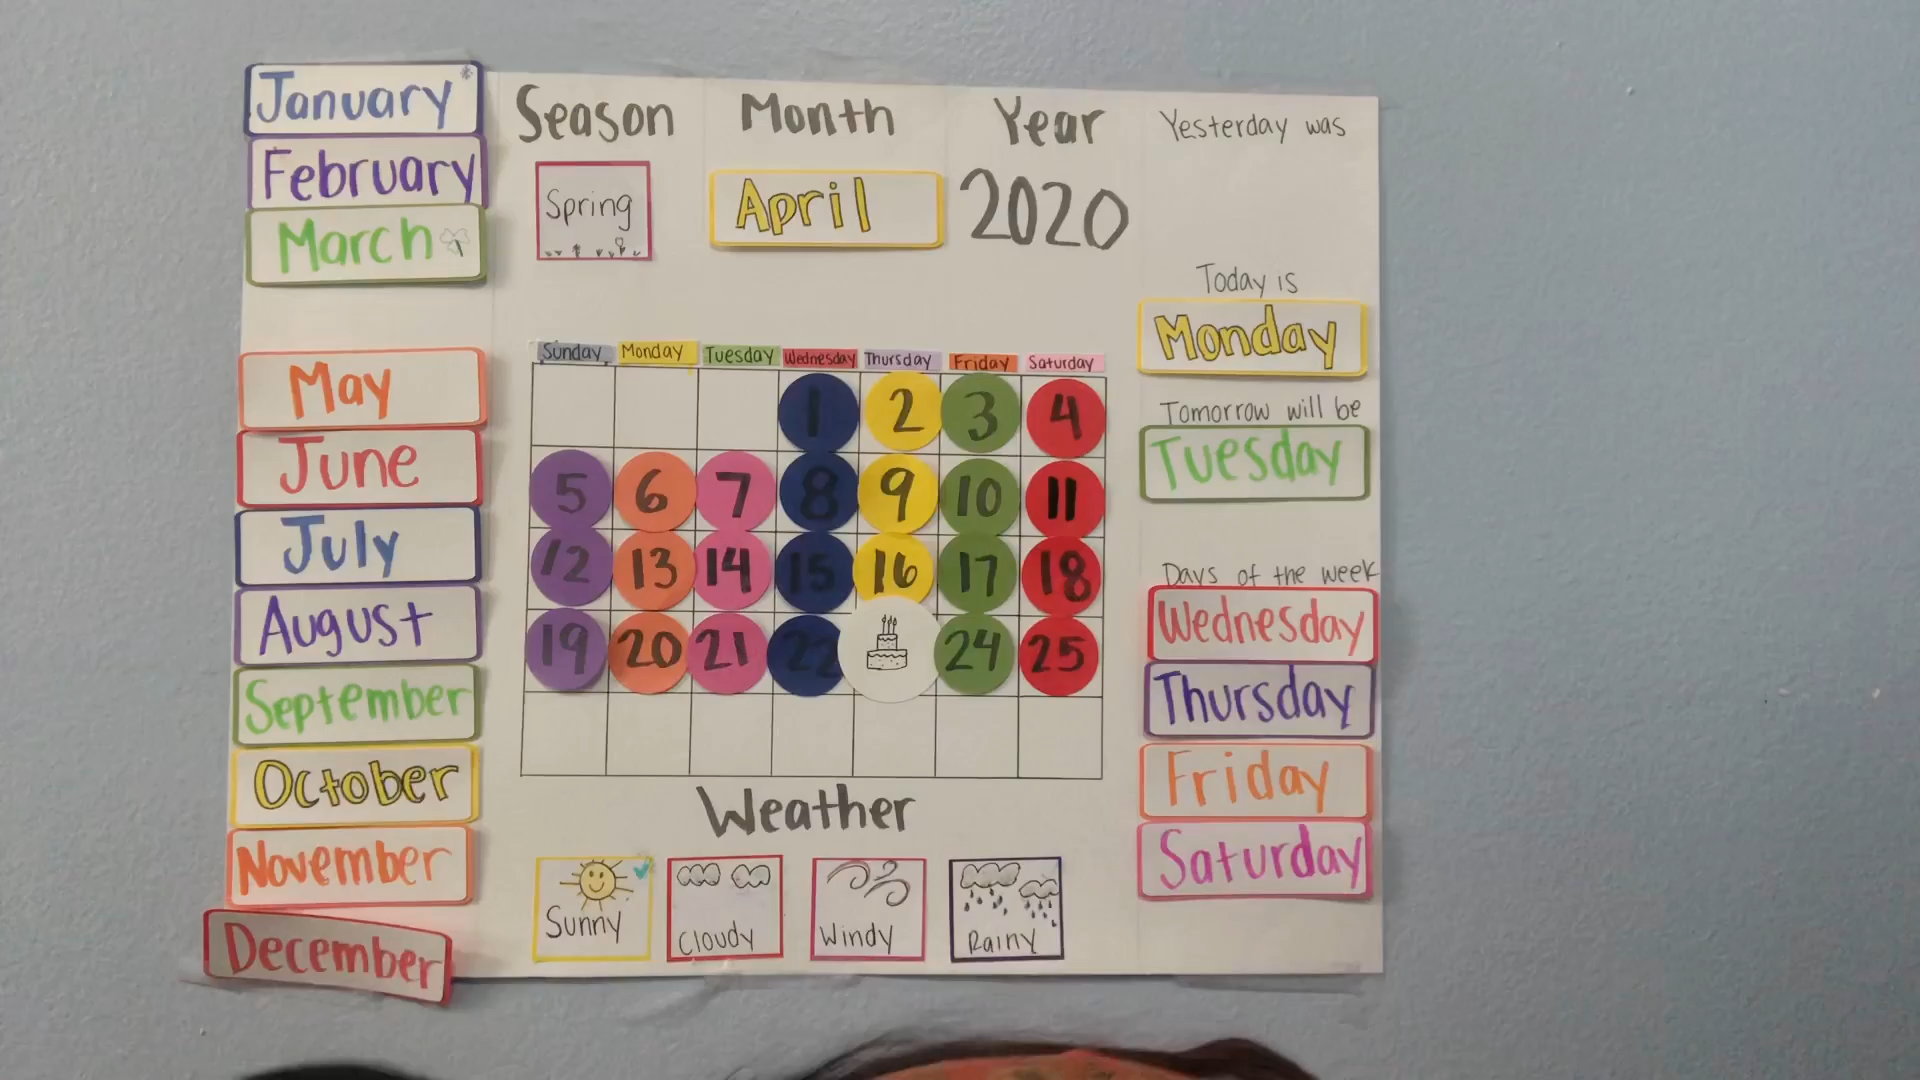 January
February
March
May
June
July
August
September
October
November
December
Season Month Year
Spring April 2020
Sunday Monday Tuesday Wednesday Thursday Friday Saturday
1 2 3 4
5 6 7 8 9 10 11
12 13 14 15 16 17 18
19 20 21 22 24 25
Weather
Sunny Cloudy Windy Rainy
Yesterday was
Today is
Monday
Tomorrow will be
Tuesday
Days of the week
Wednesday
Thursday
Friday
Saturday